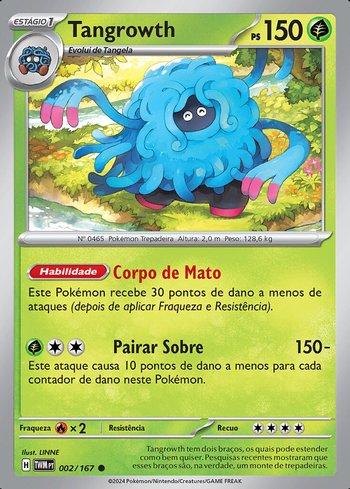 ESTÁGIO 1
Tangrowth
PS 150
Evolui de Tangela
Nº 0465 Pokémon Trepadeira Altura: 2,0 m Peso: 128,6 kg
Habilidade Corpo de Mato
Este Pokémon recebe 30 pontos de dano a menos de
ataques (depois de aplicar Fraqueza e Resistência).
Pairar Sobre 150-
Este ataque causa 10 pontos de dano a menos para cada
contador de dano neste Pokémon.
Fraqueza × 2 Resistência Recuo
Ilust. LINNE
H TWM PT 002/167
Tangrowth tem dois braços, os quais pode estender
como bem quiser. Pesquisas recentes mostraram que
esses braços são, na verdade, um monte de trepadeiras.
©2024 Pokémon/Nintendo/Creatures/GAME FREAK